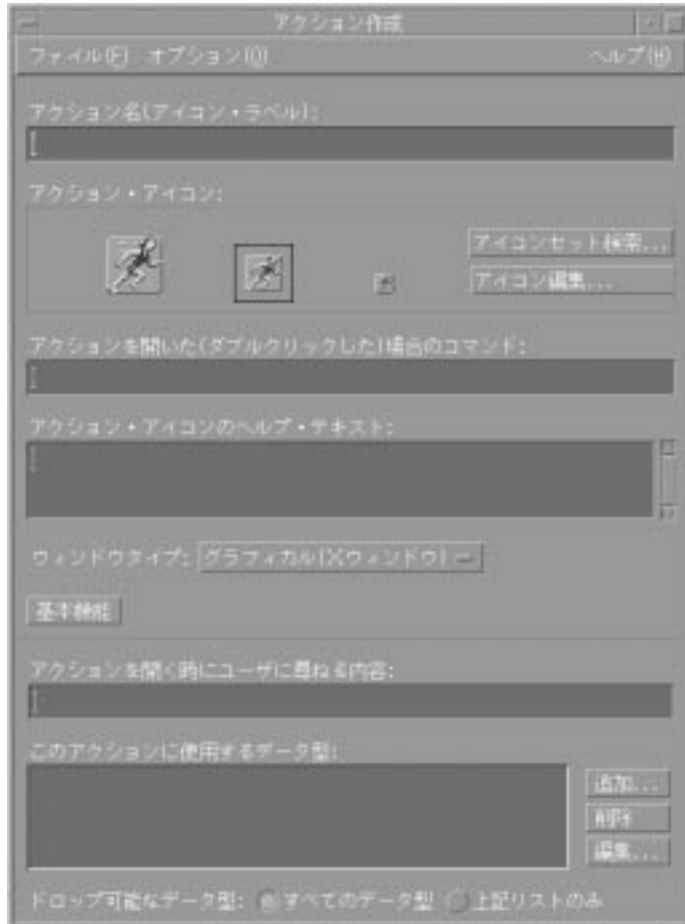 アクション作成
ファイル(F) オプション(O) ヘルプ(H)
アクション名(アイコン・ラベル):
アクション・アイコン:
アイコンセット検索...
アイコン編集...
アクションを開いた(ダブルクリックした)場合のコマンド:
アクション・アイコンのヘルプ・テキスト:
ウィンドウタイプ: グラフィカル(Xウィンドウ)
基本機能
アクションを開く時にユーザに尋ねる内容:
このアクションに使用するデータ型:
追加...
削除
編集...
ドロップ可能なデータ型: すべてのデータ型 上記リストのみ